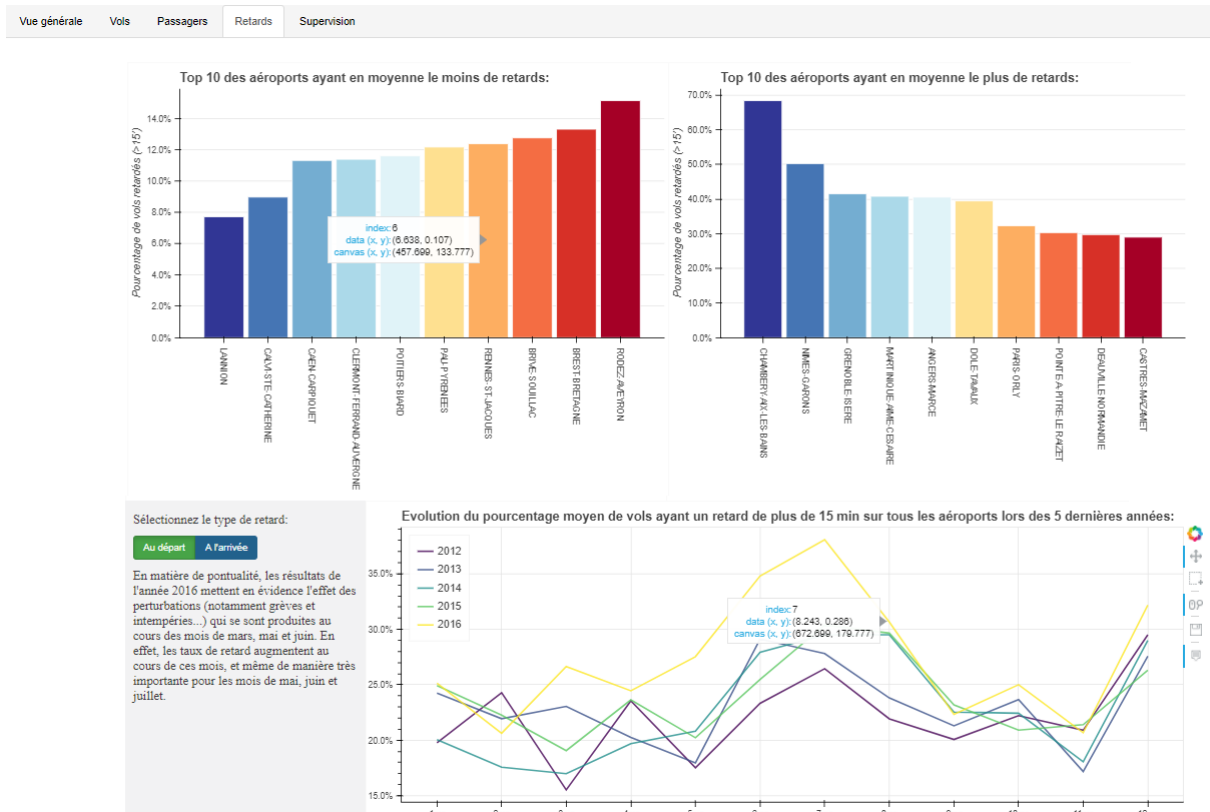 Vue générale Vols Passagers Retards Supervision
Top 10 des aéroports ayant en moyenne le moins de retards:
Pourcentage de vols retardés (>15')
14.0%
12.0%
10.0%
8.0%
6.0%
4.0%
2.0%
0.0%
index: 6
data (x, y): (6.638, 0.107)
canvas (x, y): (457.699, 133.777)
LANNION
CALVI-STE-CATHERINE
CAEN-CARPIQUET
CLERMONT-FERRAND-AUVERGNE
POITIERS-BIARD
PAU-PYRENEES
RENNES-ST-JACQUES
BRIVE-SOUILLAC
BREST-BRETAGNE
RODEZ-AVEYRON
Top 10 des aéroports ayant en moyenne le plus de retards:
Pourcentage de vols retardés (>15')
70.0%
60.0%
50.0%
40.0%
30.0%
20.0%
10.0%
0.0%
CHAMBERY-AIX-LES-BAINS
NIMES-GARONS
GRENOBLE-ISERE
MARTINIQUE-AIME-CESAIRE
ANGERS-MARCE
DOLE-TAVAUX
PARIS-ORLY
POINTE-A-PITRE-LE RAIZET
DEAUVILLE-NORMANDIE
CASTRES-MAZAMET
Sélectionnez le type de retard:
Au départ A l'arrivée
En matière de pontualité, les résultats de
l'année 2016 mettent en évidence l'effet des
perturbations (notamment grèves et
intempéries...) qui se sont produites au
cours des mois de mars, mai et juin. En
effet, les taux de retard augmentent au
cours de ces mois, et même de manière très
importante pour les mois de mai, juin et
juillet.
Evolution du pourcentage moyen de vols ayant un retard de plus de 15 min sur tous les aéroports lors des 5 dernières années:
2012
2013
2014
2015
2016
35.0%
30.0%
25.0%
20.0%
15.0%
index: 7
data (x, y): (8.243, 0.286)
canvas (x, y): (672.699, 179.777)